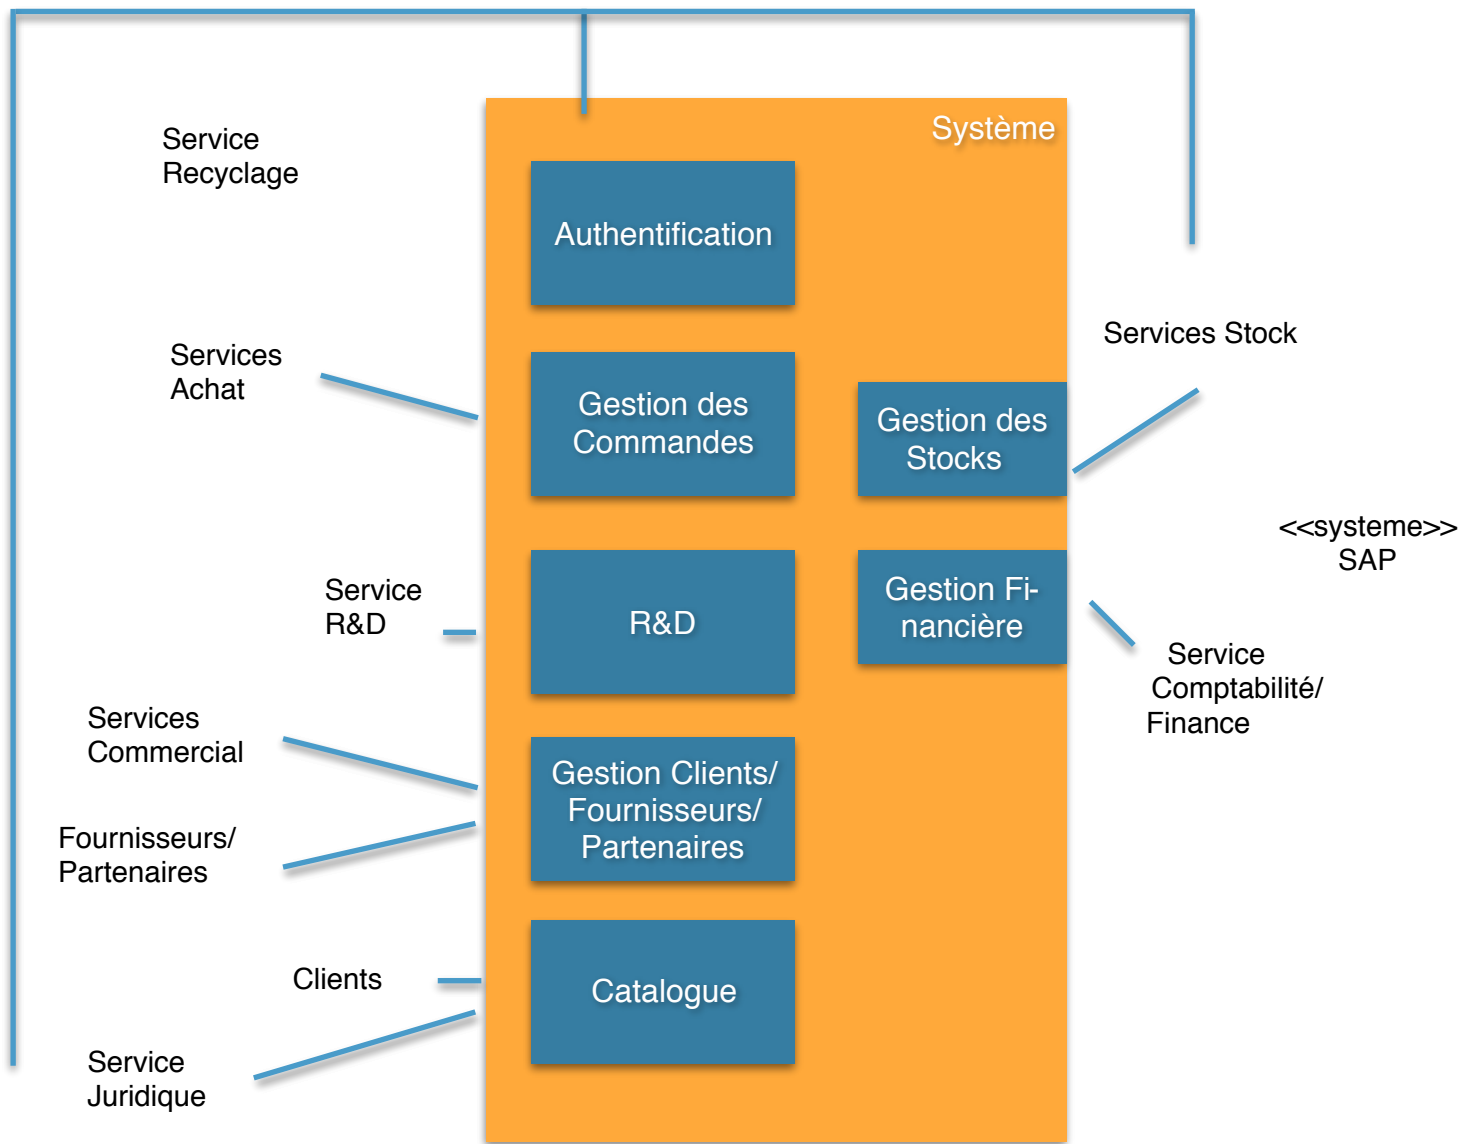 Système
Service
Recyclage
Authentification
Services
Achat
Gestion des
Commandes
Gestion des
Stocks
Services Stock
<<systeme>>
SAP
Service
R&D
R&D
Gestion Fi-
nancière
Service
Comptabilité/
Finance
Services
Commercial
Gestion Clients/
Fournisseurs/
Partenaires
Fournisseurs/
Partenaires
Clients
Catalogue
Service
Juridique